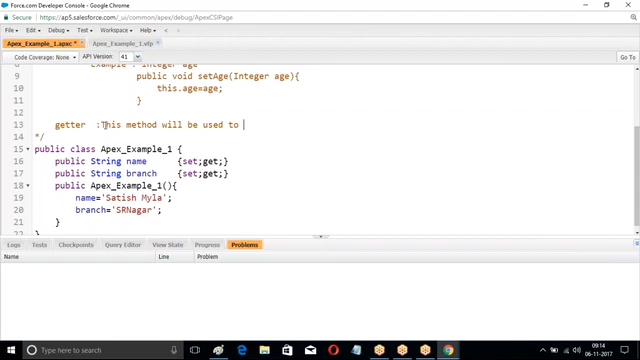 Force.com Developer Console - Google Chrome
Secure https://ap5.salesforce.com/_ui/common/apex/debug/ApexCSIPage
File Edit Debug Test Workspace Help < >
Apex_Example_1.apxc * Apex_Example_1.vfp
Code Coverage: None API Version: 41 Go To
8 Example : Integer age
9 public void setAge(Integer age){
10 this.age=age;
11 }
12
13 getter :This method will be used to
14 */
15 public class Apex_Example_1 {
16 public String name {set;get;}
17 public String branch {set;get;}
18 public Apex_Example_1(){
19 name='Satish Myla';
20 branch='SRNagar';
21 }
22 }
Logs Tests Checkpoints Query Editor View State Progress Problems
Name Line Problem
Type here to search
09:14
06-11-2017